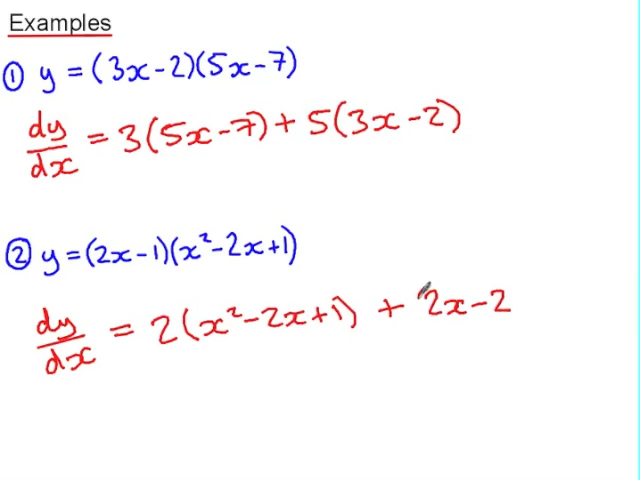 Examples
① y = (3x-2)(5x-7)
dy/dx = 3(5x-7) + 5(3x-2)
② y = (2x-1)(x²-2x+1)
dy/dx = 2(x²-2x+1) + 2x-2